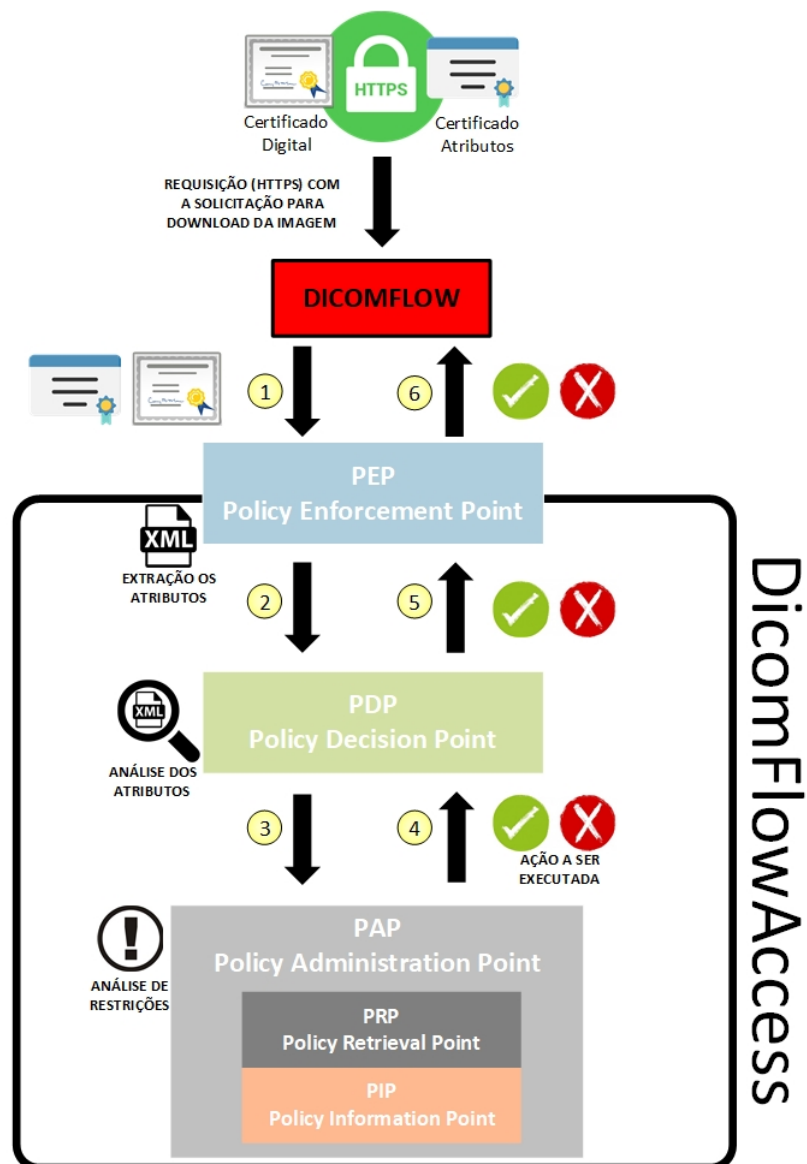 HTTPS
Certificado
Digital
Certificado
Atributos
REQUISIÇÃO (HTTPS) COM
A SOLICITAÇÃO PARA
DOWNLOAD DA IMAGEM
DICOMFLOW
1
6
PEP
Policy Enforcement Point
XML
EXTRAÇÃO OS
ATRIBUTOS
2
5
PDP
Policy Decision Point
XML
ANÁLISE DOS
ATRIBUTOS
3
4
AÇÃO A SER
EXECUTADA
PAP
Policy Administration Point
ANÁLISE DE
RESTRIÇÕES
PRP
Policy Retrieval Point
PIP
Policy Information Point
DicomFlowAccess